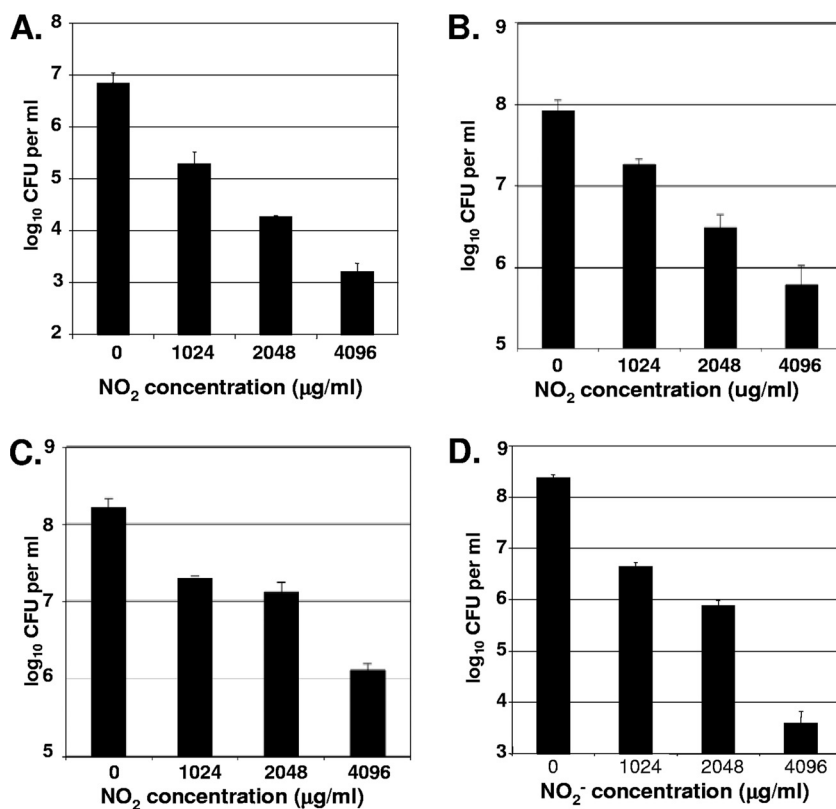 A.
log₁₀ CFU per ml
8
7
6
5
4
3
2
0 1024 2048 4096
NO₂ concentration (μg/ml)
B.
log₁₀ CFU per ml
9
8
7
6
5
0 1024 2048 4096
NO₂ concentration (ug/ml)
C.
log₁₀ CFU per ml
9
8
7
6
5
0 1024 2048 4096
NO₂ concentration (μg/ml)
D.
log₁₀ CFU per ml
9
8
7
6
5
4
3
0 1024 2048 4096
NO₂⁻ concentration (μg/ml)